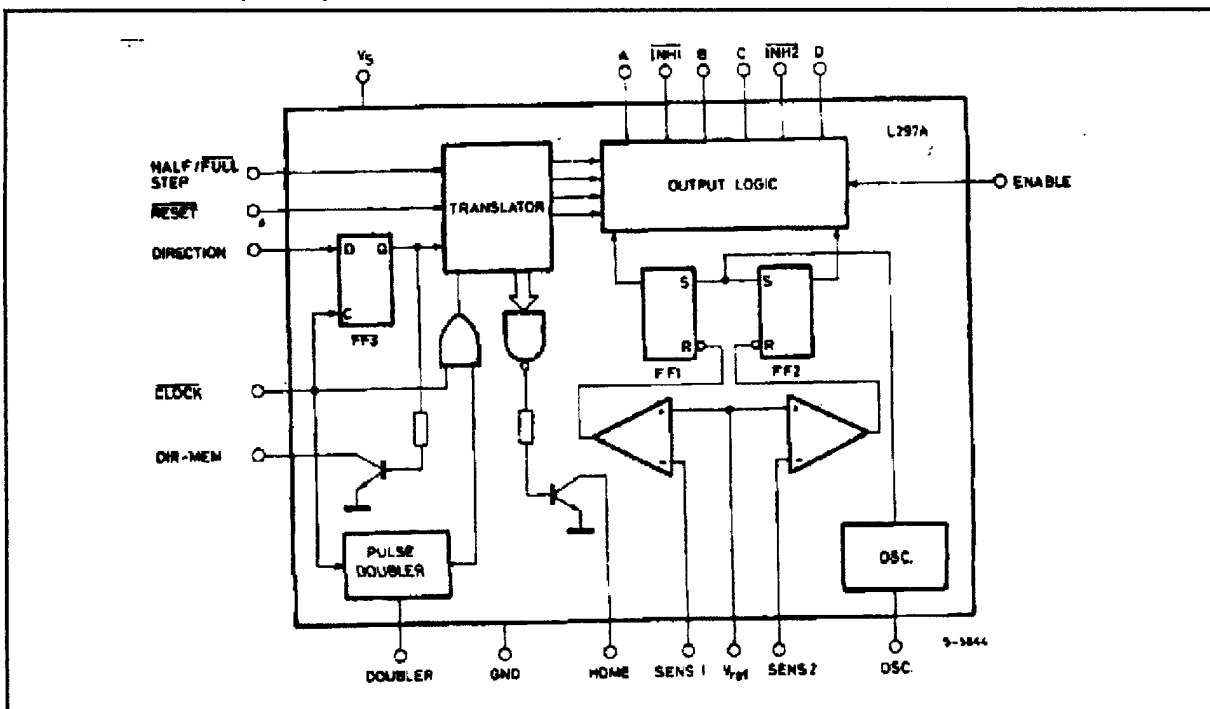 Vs
A INH1 B C INH2 D
L297A
HALF/FULL
STEP
RESET
DIRECTION
CLOCK
DIR-MEM
TRANSLATOR
OUTPUT LOGIC
ENABLE
D Q
C
FF3
S
R
FF1
S
R
FF2
+
-
+
-
PULSE
DOUBLER
OSC.
S-5844
DOUBLER
GND
HOME
SENS 1
Vref
SENS 2
OSC.